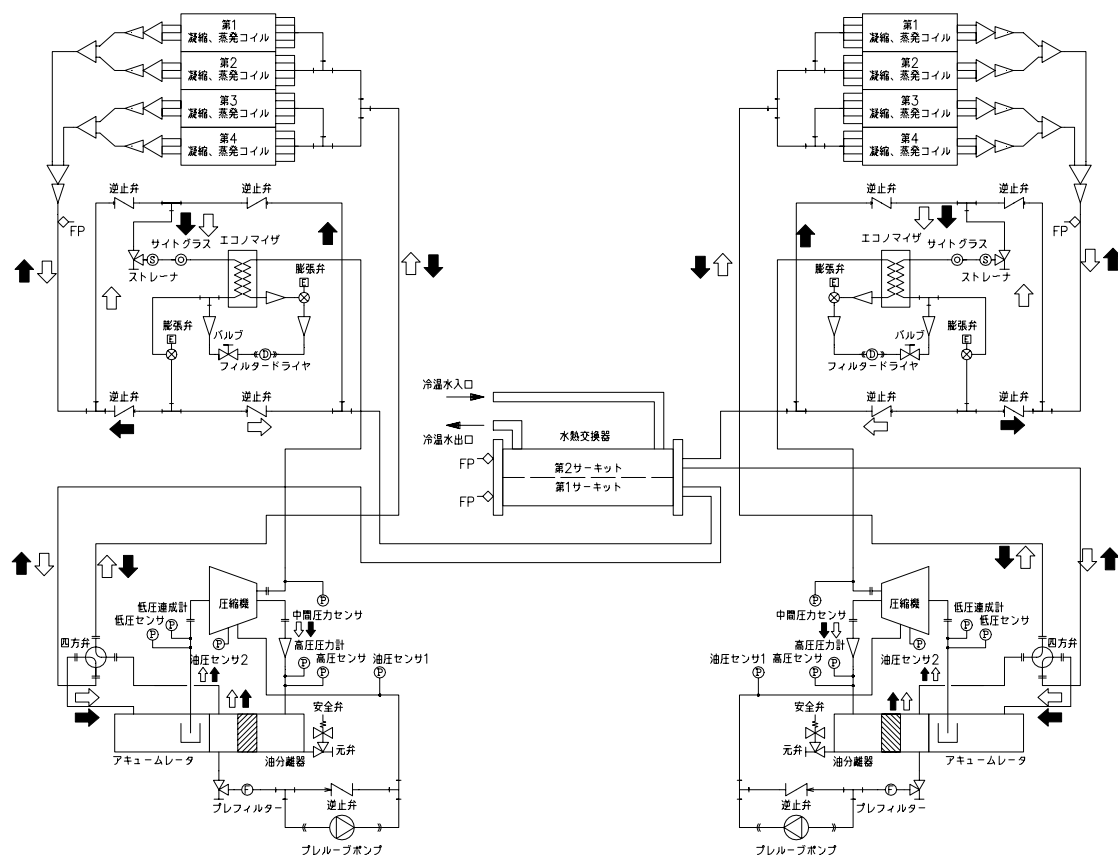 第1
凝縮、蒸発コイル
第2
凝縮、蒸発コイル
第3
凝縮、蒸発コイル
第4
凝縮、蒸発コイル
第1
凝縮、蒸発コイル
第2
凝縮、蒸発コイル
第3
凝縮、蒸発コイル
第4
凝縮、蒸発コイル
逆止弁
逆止弁
FP
サイトグラス
エコノマイザ
S
ストレーナ
膨張弁
E
膨張弁
E
バルブ
D
フィルタードライヤ
逆止弁
逆止弁
逆止弁
逆止弁
FP
エコノマイザ
サイトグラス
S
ストレーナ
膨張弁
E
膨張弁
E
バルブ
D
フィルタードライヤ
逆止弁
逆止弁
冷温水入口
冷温水出口
水熱交換器
FP
第2サーキット
第1サーキット
FP
圧縮機
P
中間圧力センサ
低圧連成計
低圧センサ
P
P
四方弁
P
油圧センサ2
高圧圧力計
P
高圧センサ
P
油圧センサ1
P
安全弁
元弁
アキュームレータ
油分離器
F
プレフィルター
逆止弁
プレルーブポンプ
圧縮機
P
中間圧力センサ
低圧連成計
低圧センサ
P
P
四方弁
P
油圧センサ2
高圧圧力計
P
高圧センサ
P
油圧センサ1
P
安全弁
元弁
油分離器
アキュームレータ
F
プレフィルター
逆止弁
プレルーブポンプ